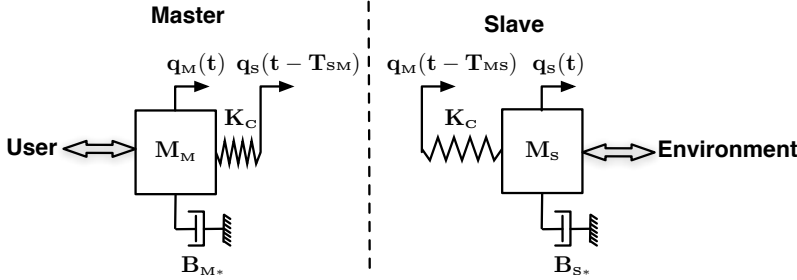 Master
Slave
q_M(t) q_S(t − T_SM)
q_M(t − T_MS) q_S(t)
K_C
K_C
User
M_M
M_S
Environment
B_M*
B_S*